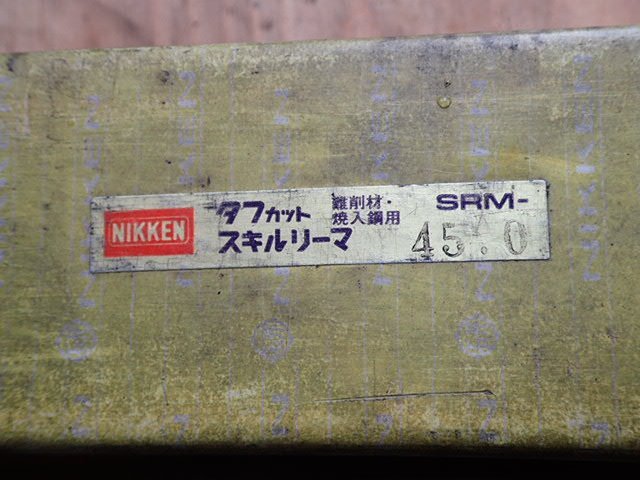 NIKKEN
タフカット
スキルリーマ
難削材・
焼入鋼用
SRM-
45.0